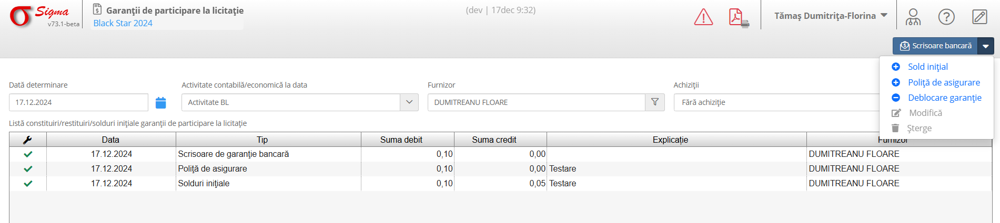 σ Sigma
v73.1-beta
Garanţii de participare la licitaţie
Black Star 2024
(dev | 17dec 9:32)
Tămaş Dumitriţa-Florina
Scrisoare bancară
Sold iniţial
Poliţă de asigurare
Deblocare garanţie
Modifică
Şterge
Dată determinare
Activitate contabilă/economică la data
Furnizor
Achiziţii
17.12.2024
Activitate BL
DUMITREANU FLOARE
Fără achiziţie
Listă constituiri/restituiri/solduri iniţiale garanţii de participare la licitaţie
Data Tip Suma debit Suma credit Explicaţie Furnizor
17.12.2024 Scrisoare de garanţie bancară 0,10 0,00 DUMITREANU FLOARE
17.12.2024 Poliţă de asigurare 0,10 0,00 Testare DUMITREANU FLOARE
17.12.2024 Solduri iniţiale 0,10 0,05 Testare DUMITREANU FLOARE